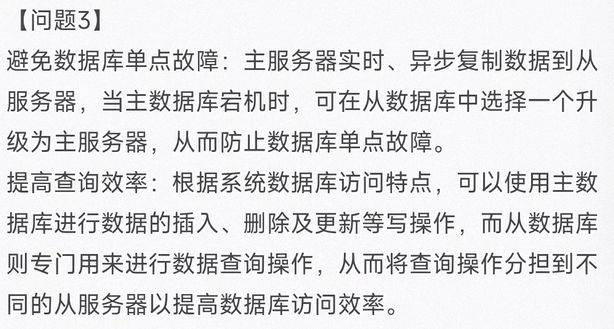 【问题3】
避免数据库单点故障：主服务器实时、异步复制数据到从
服务器，当主数据库宕机时，可在从数据库中选择一个升
级为主服务器，从而防止数据库单点故障。
提高查询效率：根据系统数据库访问特点，可以使用主数
据库进行数据的插入、删除及更新等写操作，而从数据库
则专门用来进行数据查询操作，从而将查询操作分担到不
同的从服务器以提高数据库访问效率。